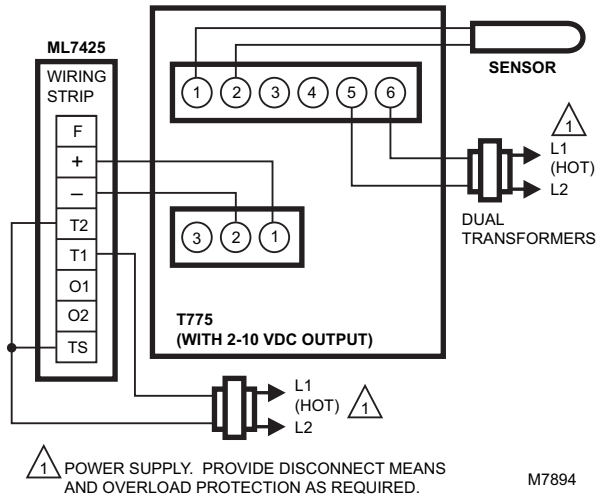 ML7425
WIRING
STRIP
F
+
–
T2
T1
O1
O2
TS
1 2 3 4 5 6
3 2 1
T775
(WITH 2-10 VDC OUTPUT)
SENSOR
1
L1
(HOT)
L2
DUAL
TRANSFORMERS
L1
(HOT)
1
L2
1 POWER SUPPLY. PROVIDE DISCONNECT MEANS
AND OVERLOAD PROTECTION AS REQUIRED.
M7894